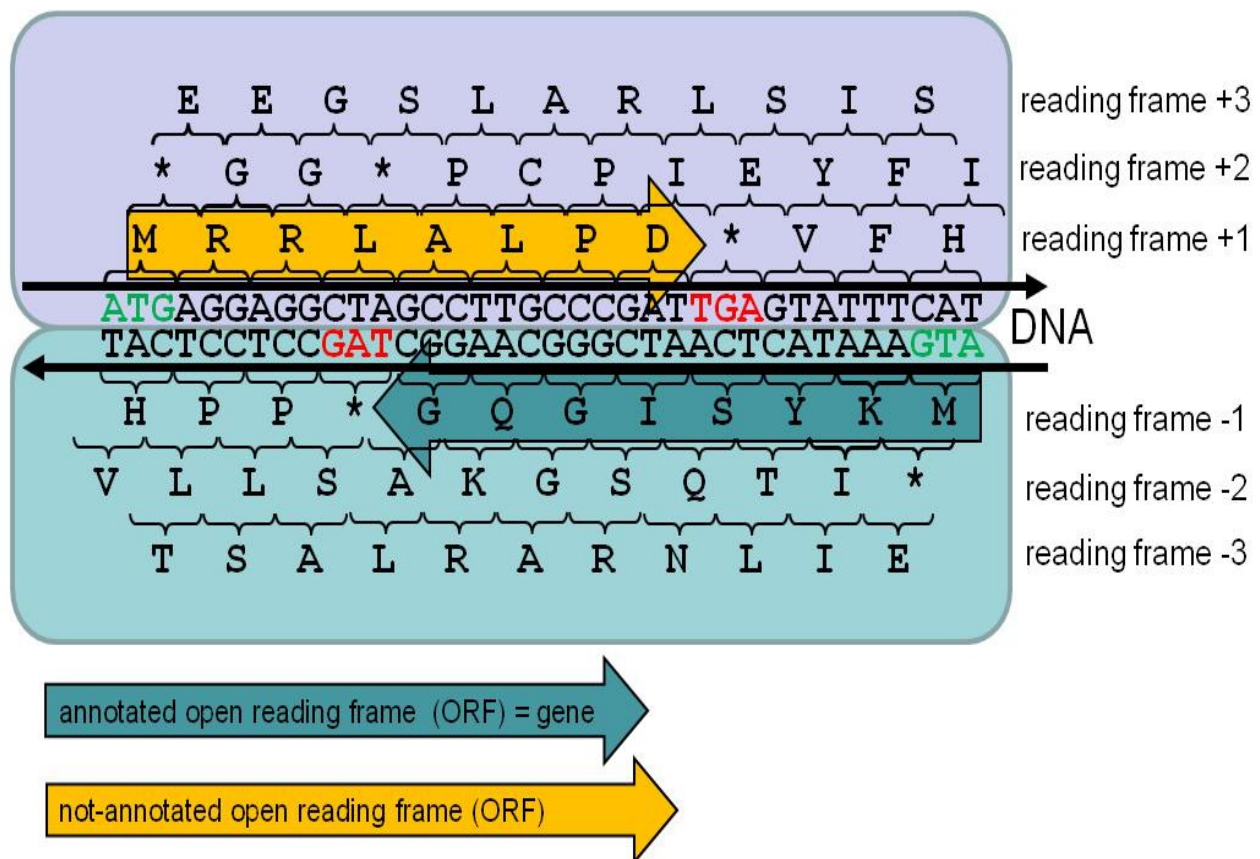 E E G S L A R L S I S reading frame +3
* G G * P C P I E Y F I reading frame +2
M R R L A L P D * V F H reading frame +1
ATGAGGAGGCTAGCCTTGCCCGATTGAGTATTTCAT
TACTCCTCCGATCGGAACGGGCTAACTCATAAAGTA
DNA
H P P * G Q G I S Y K M reading frame -1
V L L S A K G S Q T I * reading frame -2
T S A L R A R N L I E reading frame -3
annotated open reading frame (ORF) = gene
not-annotated open reading frame (ORF)